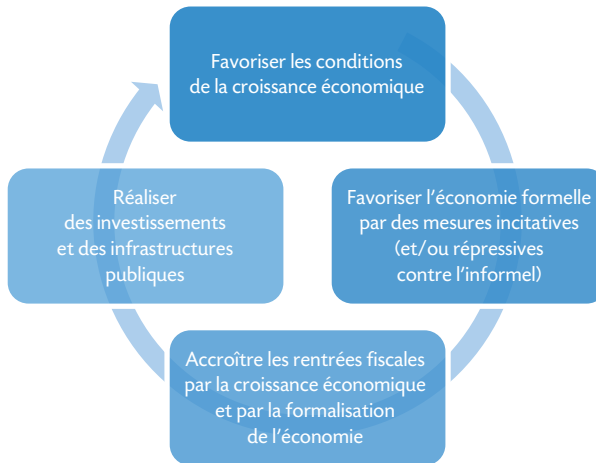 Favoriser les conditions
de la croissance économique
Favoriser l'économie formelle
par des mesures incitatives
(et/ou répressives
contre l'informel)
Accroître les rentrées fiscales
par la croissance économique
et par la formalisation
de l'économie
Réaliser
des investissements
et des infrastructures
publiques